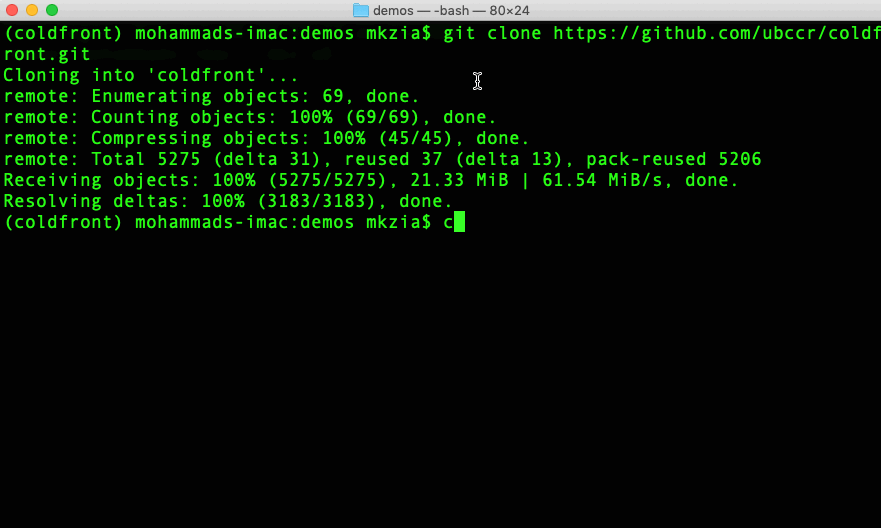 demos — -bash — 80×24
(coldfront) mohammads-imac:demos mkzia$ git clone https://github.com/ubccr/coldf
ront.git
Cloning into 'coldfront'...
remote: Enumerating objects: 69, done.
remote: Counting objects: 100% (69/69), done.
remote: Compressing objects: 100% (45/45), done.
remote: Total 5275 (delta 31), reused 37 (delta 13), pack-reused 5206
Receiving objects: 100% (5275/5275), 21.33 MiB | 61.54 MiB/s, done.
Resolving deltas: 100% (3183/3183), done.
(coldfront) mohammads-imac:demos mkzia$ c